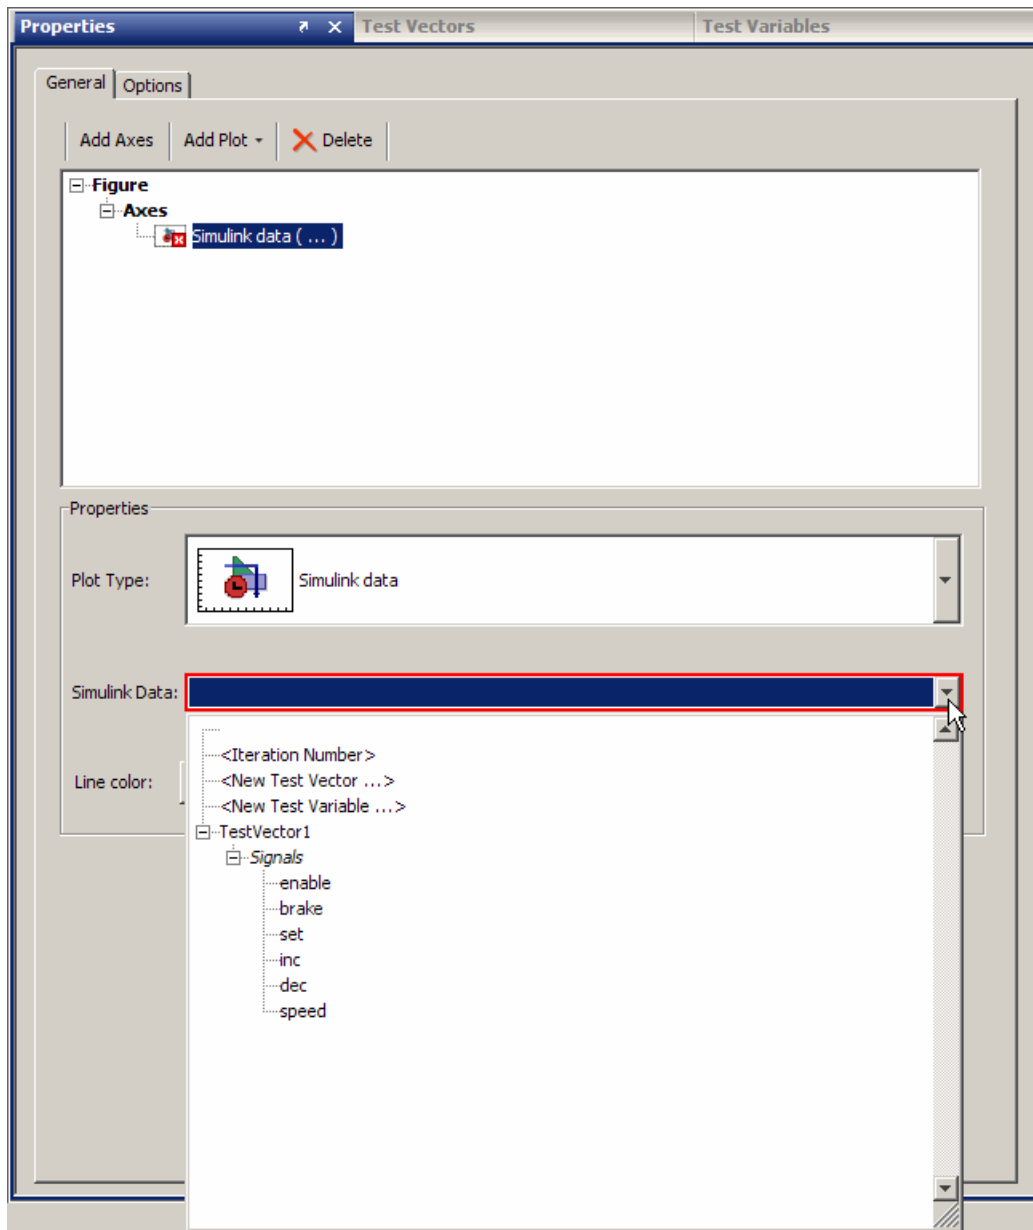 Properties
Test Vectors
Test Variables
General
Options
Add Axes
Add Plot
Delete
Figure
Axes
Simulink data ( ... )
Properties
Plot Type:
Simulink data
Simulink Data:
Line color:
<Iteration Number>
<New Test Vector ...>
<New Test Variable ...>
TestVector1
Signals
enable
brake
set
inc
dec
speed